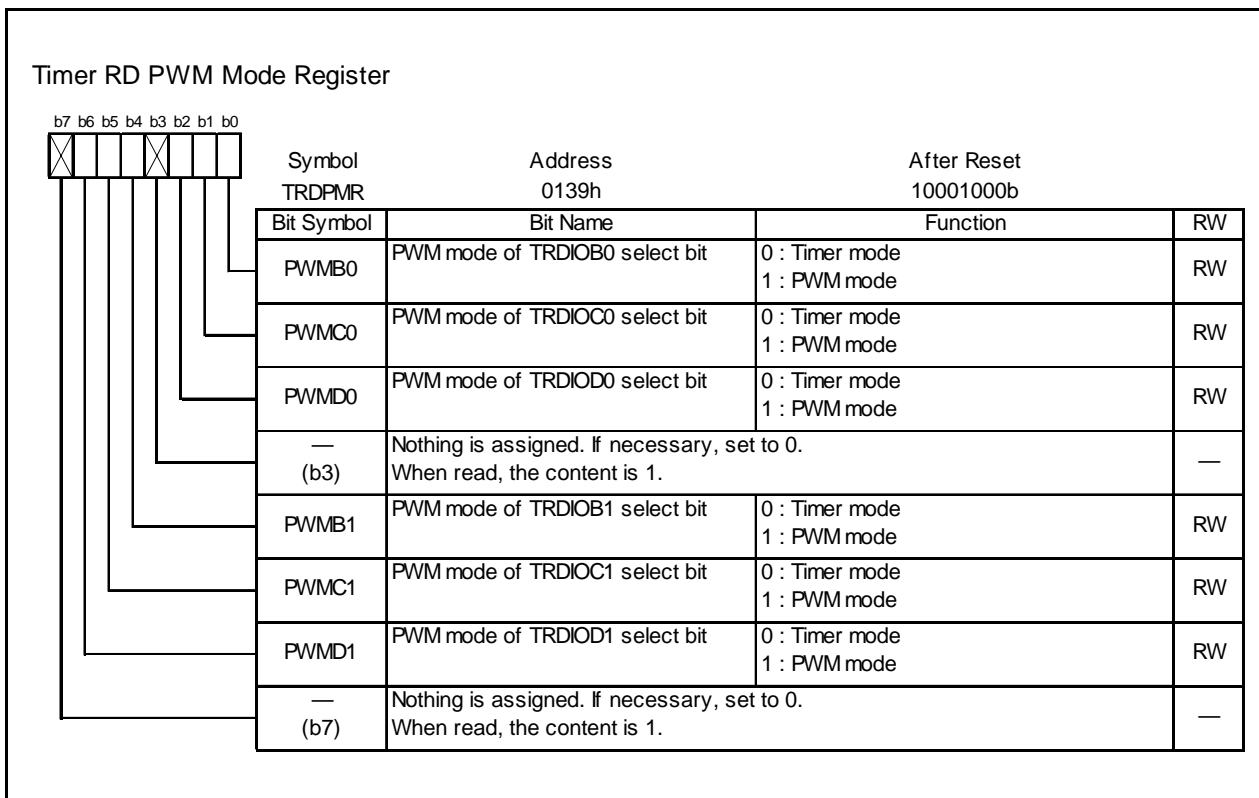 Timer RD PWM Mode Register
b7 b6 b5 b4 b3 b2 b1 b0
Symbol Address After Reset
TRDPMR 0139h 10001000b
Bit Symbol Bit Name Function RW
PWMB0 PWM mode of TRDIOB0 select bit 0 : Timer mode
1 : PWM mode RW
PWMC0 PWM mode of TRDIOC0 select bit 0 : Timer mode
1 : PWM mode RW
PWMD0 PWM mode of TRDIOD0 select bit 0 : Timer mode
1 : PWM mode RW
— Nothing is assigned. If necessary, set to 0.
(b3) When read, the content is 1. —
PWMB1 PWM mode of TRDIOB1 select bit 0 : Timer mode
1 : PWM mode RW
PWMC1 PWM mode of TRDIOC1 select bit 0 : Timer mode
1 : PWM mode RW
PWMD1 PWM mode of TRDIOD1 select bit 0 : Timer mode
1 : PWM mode RW
— Nothing is assigned. If necessary, set to 0.
(b7) When read, the content is 1. —